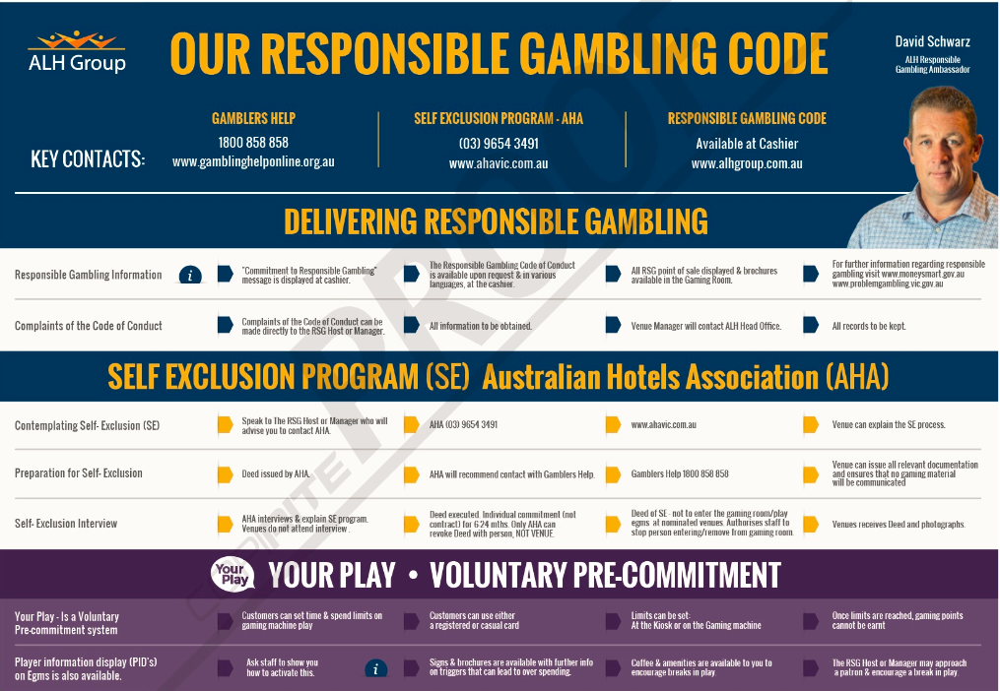 ALH Group
OUR RESPONSIBLE GAMBLING CODE
David Schwarz
ALH Responsible
Gambling Ambassador
KEY CONTACTS:
GAMBLERS HELP
1800 858 858
www.gamblinghelponline.org.au
SELF EXCLUSION PROGRAM - AHA
(03) 9654 3491
www.ahavic.com.au
RESPONSIBLE GAMBLING CODE
Available at Cashier
www.alhgroup.com.au
DELIVERING RESPONSIBLE GAMBLING
Responsible Gambling Information
i
"Commitment to Responsible Gambling"
message is displayed at cashier.
The Responsible Gambling Code of Conduct
is available upon request & in various
languages, at the cashier.
All RSG point of sale displayed & brochures
available in the Gaming Room.
For further information regarding responsible
gambling visit www.moneysmart.gov.au
www.problemgambling.vic.gov.au
Complaints of the Code of Conduct
Complaints of the Code of Conduct can be
made directly to the RSG Host or Manager.
All information to be obtained.
Venue Manager will contact ALH Head Office.
All records to be kept.
SELF EXCLUSION PROGRAM (SE) Australian Hotels Association (AHA)
Contemplating Self- Exclusion (SE)
Speak to The RSG Host or Manager who will
advise you to contact AHA.
AHA (03) 9654 3491
www.ahavic.com.au
Venue can explain the SE process.
Preparation for Self- Exclusion
Deed issued by AHA.
AHA will recommend contact with Gamblers Help.
Gamblers Help 1800 858 858
Venue can issue all relevant documentation
and ensures that no gaming material
will be communicated
Self- Exclusion Interview
AHA interviews & explain SE program.
Venues do not attend interview.
Deed executed. Individual commitment (not
contract) for 6-24 mths. Only AHA can
revoke Deed with person, NOT VENUE.
Deed of SE - not to enter the gaming room/play
egms at nominated venues. Authorises staff to
stop person entering/remove from gaming room.
Venues receives Deed and photographs.
Your
Play
YOUR PLAY • VOLUNTARY PRE-COMMITMENT
Your Play - Is a Voluntary
Pre-commitment system
Customers can set time & spend limits on
gaming machine play
Customers can use either
a registered or casual card
Limits can be set:
At the Kiosk or on the Gaming machine
Once limits are reached, gaming points
cannot be earnt
Player information display (PID's)
on Egms is also available.
Ask staff to show you
how to activate this.
i
Signs & brochures are available with further info
on triggers that can lead to over spending.
Coffee & amenities are available to you to
encourage breaks in play.
The RSG Host or Manager may approach
a patron & encourage a break in play.
PROOF